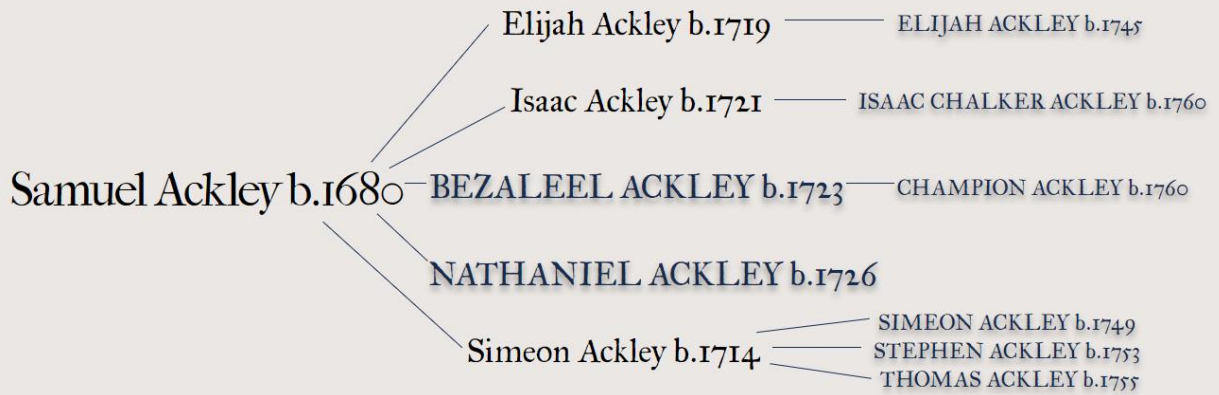 Elijah Ackley b.1719 ELIJAH ACKLEY b.1745
Isaac Ackley b.1721 ISAAC CHALKER ACKLEY b.1760
Samuel Ackley b.1680 BEZALEEL ACKLEY b.1723 CHAMPION ACKLEY b.1760
NATHANIEL ACKLEY b.1726
SIMEON ACKLEY b.1749
Simeon Ackley b.1714 STEPHEN ACKLEY b.1753
THOMAS ACKLEY b.1755